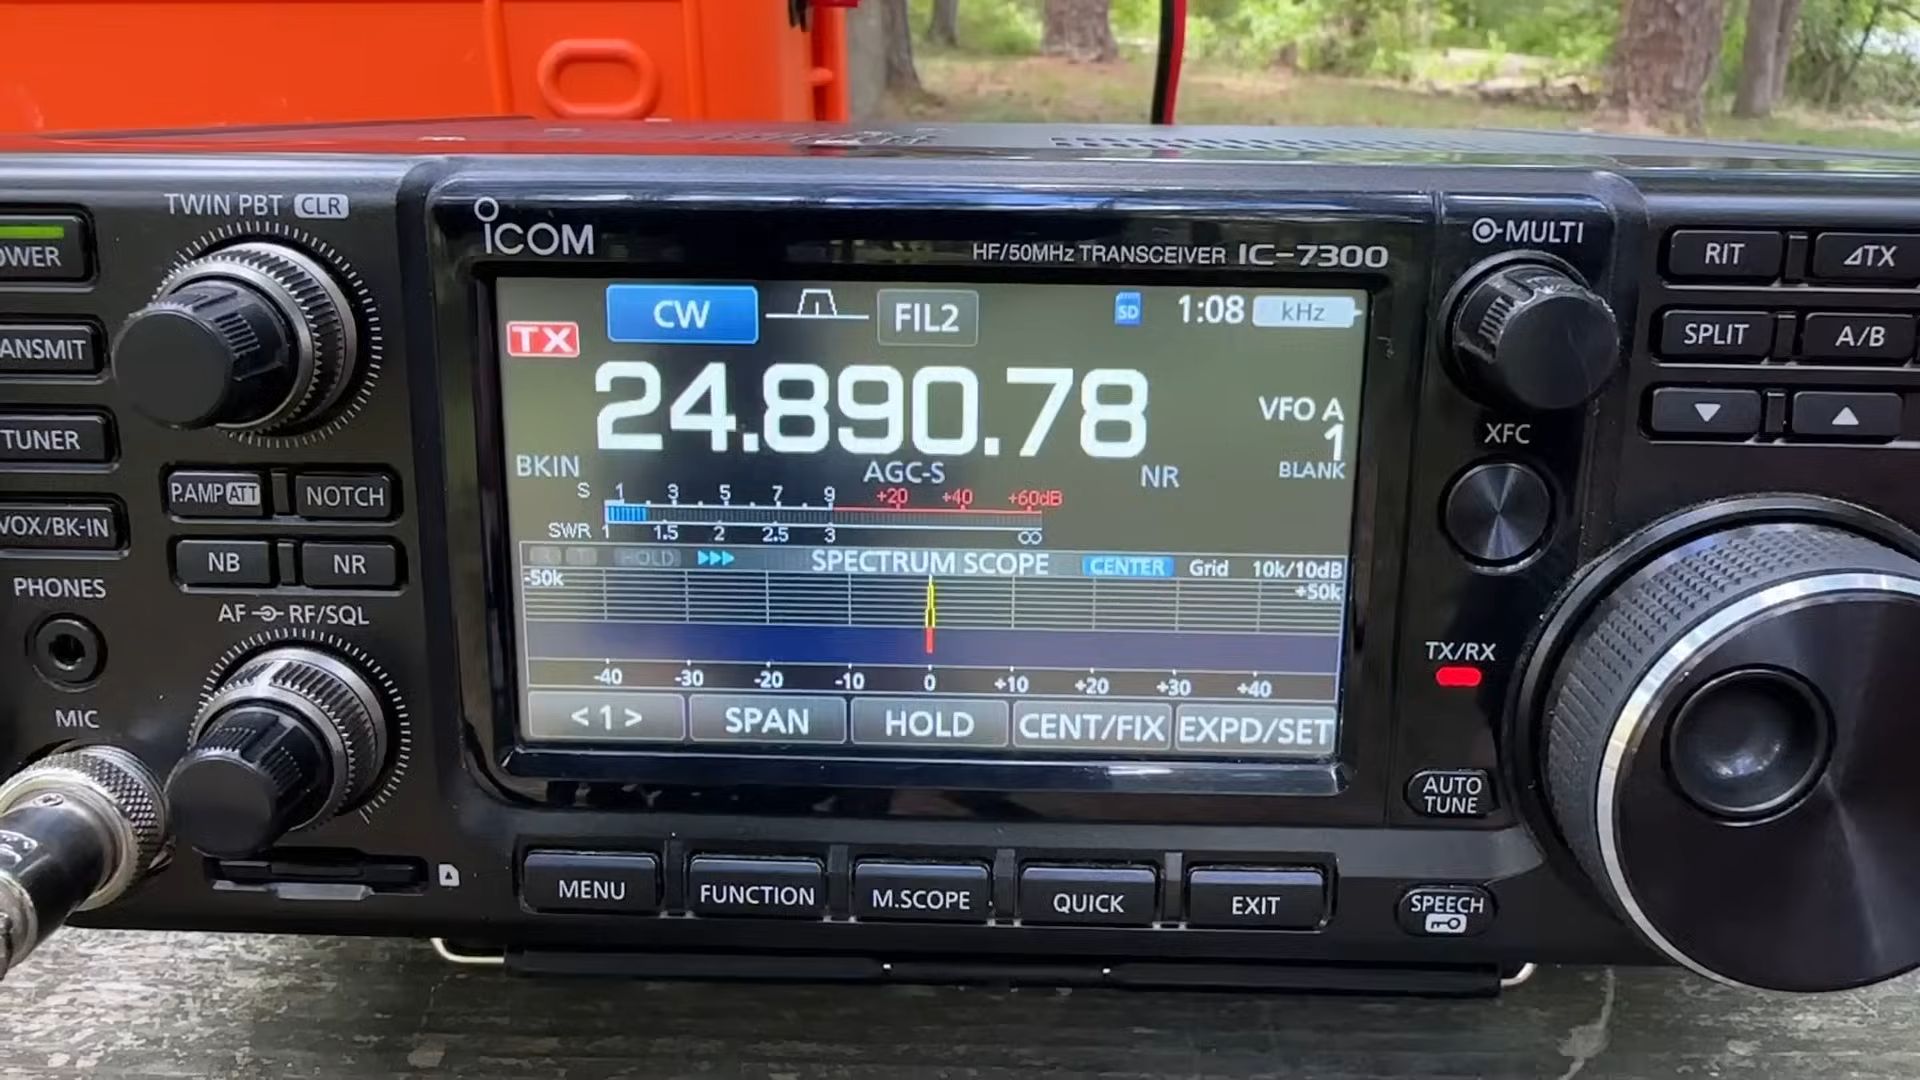 TWIN PBT CLR
OWER
ANSMIT
TUNER
VOX/BK-IN
P.AMP ATT
NOTCH
NB
NR
PHONES
AF RF/SQL
MIC
ICOM
HF/50MHz TRANSCEIVER IC-7300
CW
FIL2
SD
1:08
kHz
TX
24.890.78
VFO A
1
BLANK
BKIN
AGC-S
NR
S 1 3 5 7 9 +20 +40 +60dB
SWR 1 1.5 2 2.5 3 ∞
HOLD
SPECTRUM SCOPE
CENTER
Grid
10k/10dB
-50k
+50k
-40 -30 -20 -10 0 +10 +20 +30 +40
<1>
SPAN
HOLD
CENT/FIX
EXPD/SET
MENU
FUNCTION
M.SCOPE
QUICK
EXIT
MULTI
XFC
TX/RX
AUTO
TUNE
SPEECH
RIT
⊿TX
SPLIT
A/B
▼
▲